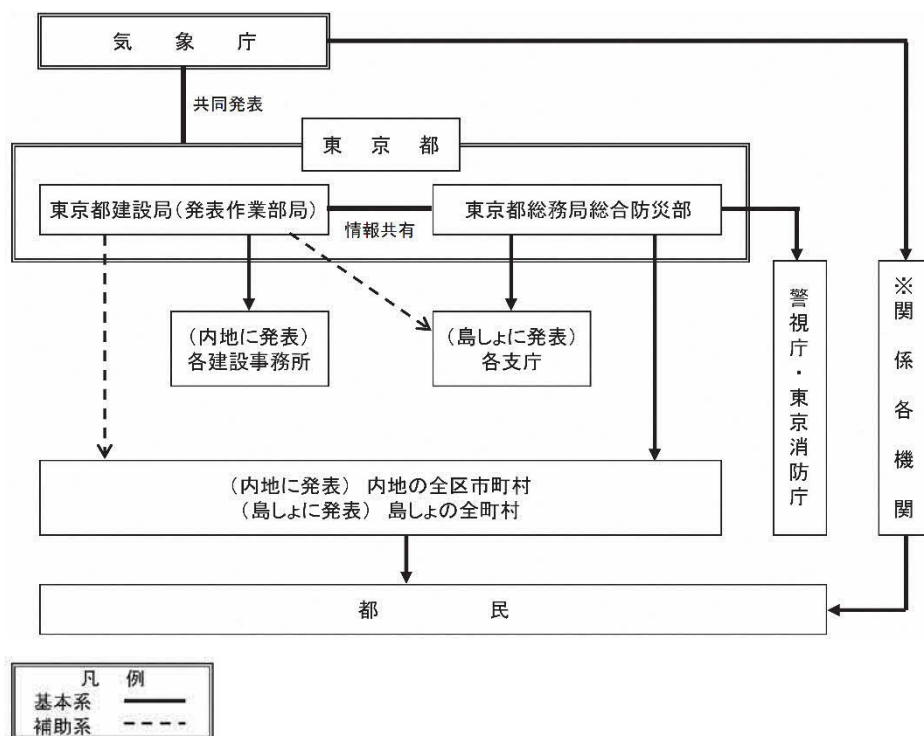 気 象 庁
共同発表
東 京 都
東京都建設局(発表作業部局)
情報共有
東京都総務局総合防災部
(内地に発表)
各建設事務所
(島しょに発表)
各支庁
警視庁・東京消防庁
※関係各機関
(内地に発表) 内地の全区市町村
(島しょに発表) 島しょの全町村
都 民
凡 例
基本系
補助系